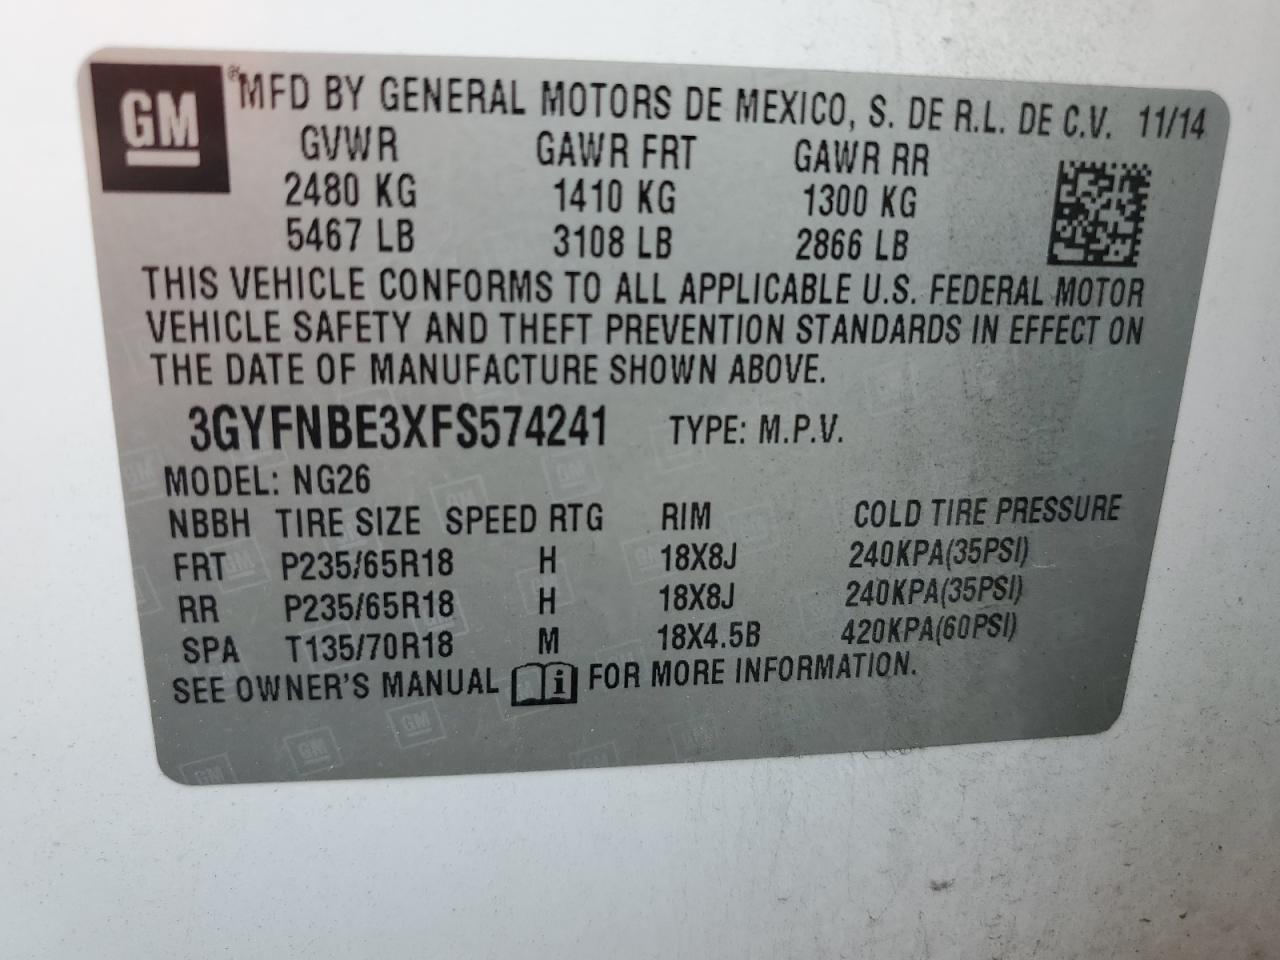 GM ® MFD BY GENERAL MOTORS DE MEXICO, S. DE R.L. DE C.V. 11/14
GVWR GAWR FRT GAWR RR
2480 KG 1410 KG 1300 KG
5467 LB 3108 LB 2866 LB
THIS VEHICLE CONFORMS TO ALL APPLICABLE U.S. FEDERAL MOTOR
VEHICLE SAFETY AND THEFT PREVENTION STANDARDS IN EFFECT ON
THE DATE OF MANUFACTURE SHOWN ABOVE.
3GYFNBE3XFS574241 TYPE: M.P.V.
MODEL: NG26
NBBH TIRE SIZE SPEED RTG RIM COLD TIRE PRESSURE
FRT P235/65R18 H 18X8J 240KPA(35PSI)
RR P235/65R18 H 18X8J 240KPA(35PSI)
SPA T135/70R18 M 18X4.5B 420KPA(60PSI)
SEE OWNER'S MANUAL i FOR MORE INFORMATION.